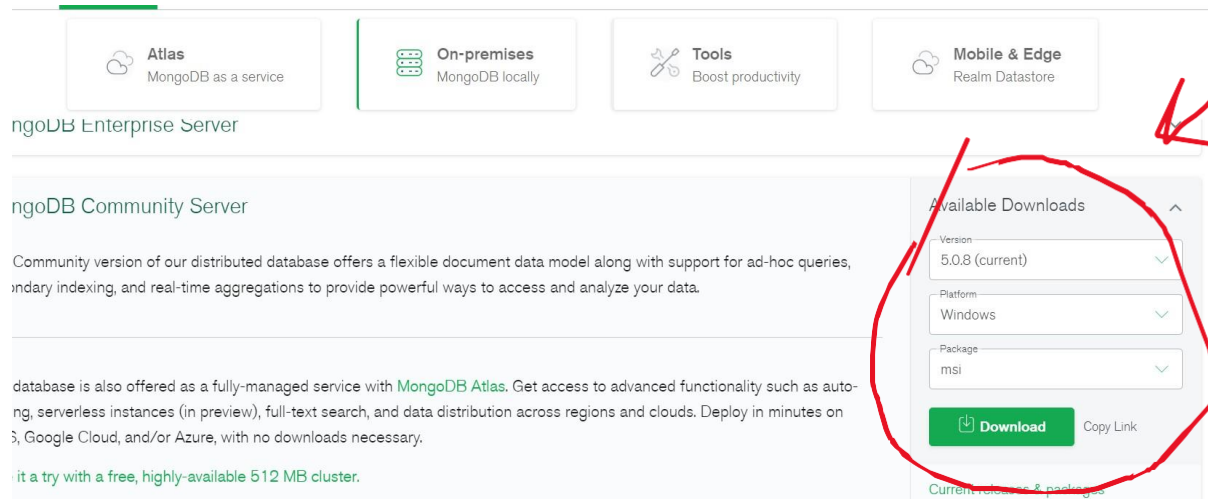 Atlas
MongoDB as a service
On-premises
MongoDB locally
Tools
Boost productivity
Mobile & Edge
Realm Datastore
ngoDB Enterprise Server
ngoDB Community Server
Community version of our distributed database offers a flexible document data model along with support for ad-hoc queries,
ondary indexing, and real-time aggregations to provide powerful ways to access and analyze your data.
database is also offered as a fully-managed service with MongoDB Atlas. Get access to advanced functionality such as auto-
ng, serverless instances (in preview), full-text search, and data distribution across regions and clouds. Deploy in minutes on
S, Google Cloud, and/or Azure, with no downloads necessary.
it a try with a free, highly-available 512 MB cluster.
Available Downloads
Version
5.0.8 (current)
Platform
Windows
Package
msi
Download
Copy Link
Current releases & packages